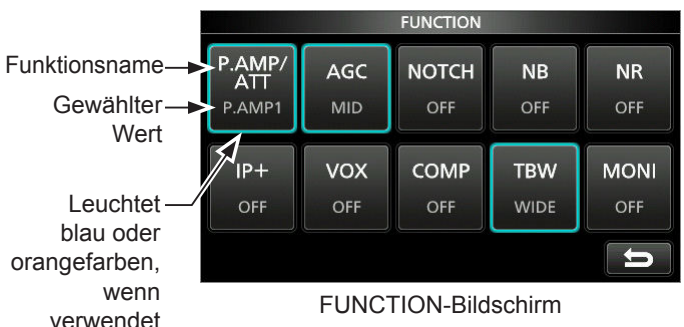 FUNCTION
Funktionsname
P.AMP/
ATT
AGC
NOTCH
NB
NR
Gewählter
Wert
P.AMP1
MID
OFF
OFF
OFF
IP+
VOX
COMP
TBW
MONI
OFF
OFF
OFF
WIDE
OFF
Leuchtet
blau oder
orangefarben,
wenn
verwendet
FUNCTION-Bildschirm